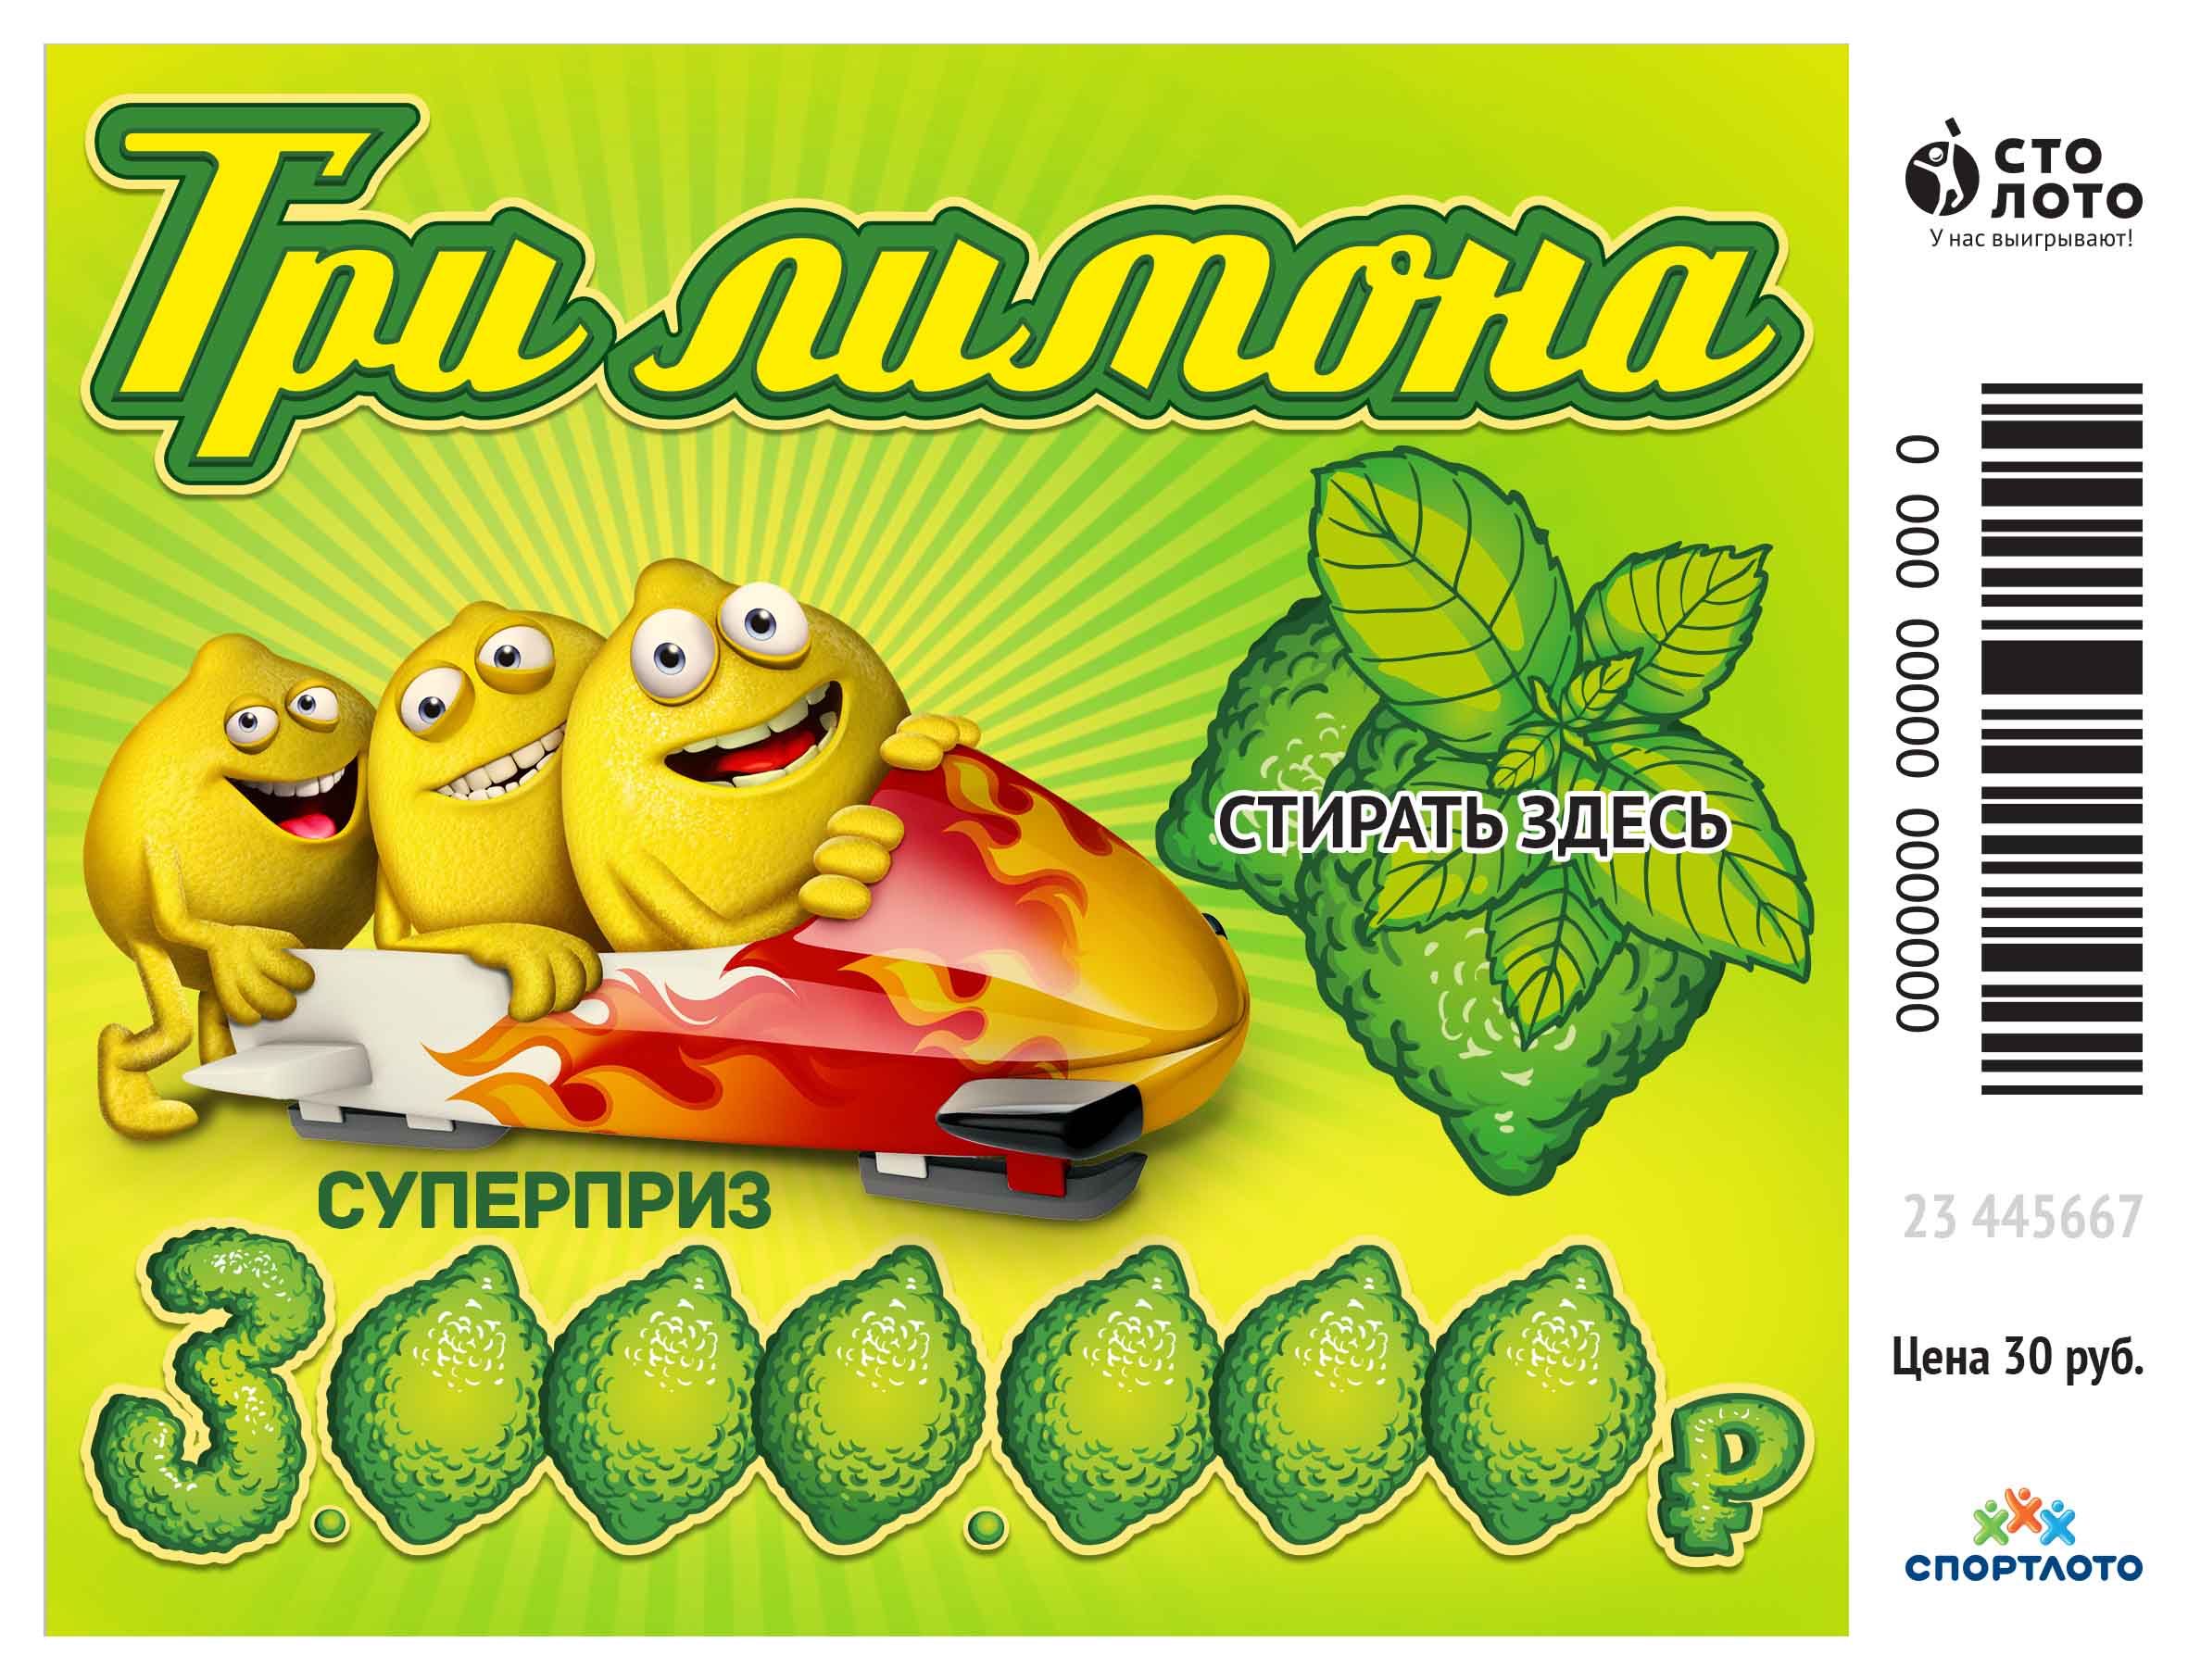 Три лимона
СТИРАТЬ ЗДЕСЬ
СУПЕРПРИЗ
3.000.000₽
СТО
ЛОТО
У нас выигрывают!
0000000 00000 000 0
23 445667
Цена 30 руб.
СПОРТЛОТО